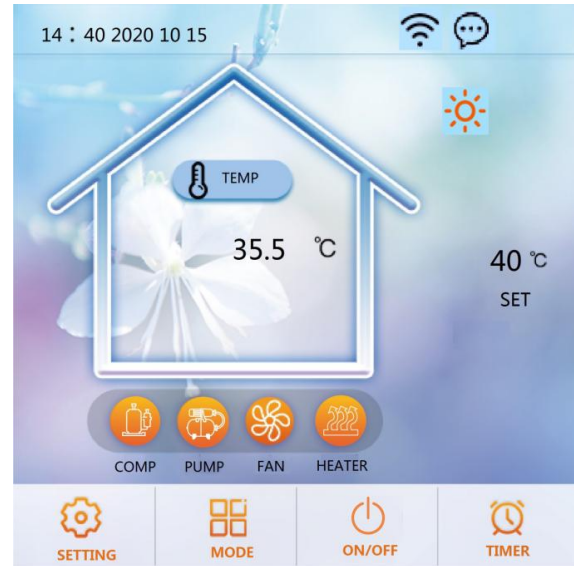 14：40 2020 10 15
TEMP
35.5 ℃
40 ℃
SET
COMP PUMP FAN HEATER
SETTING MODE ON/OFF TIMER